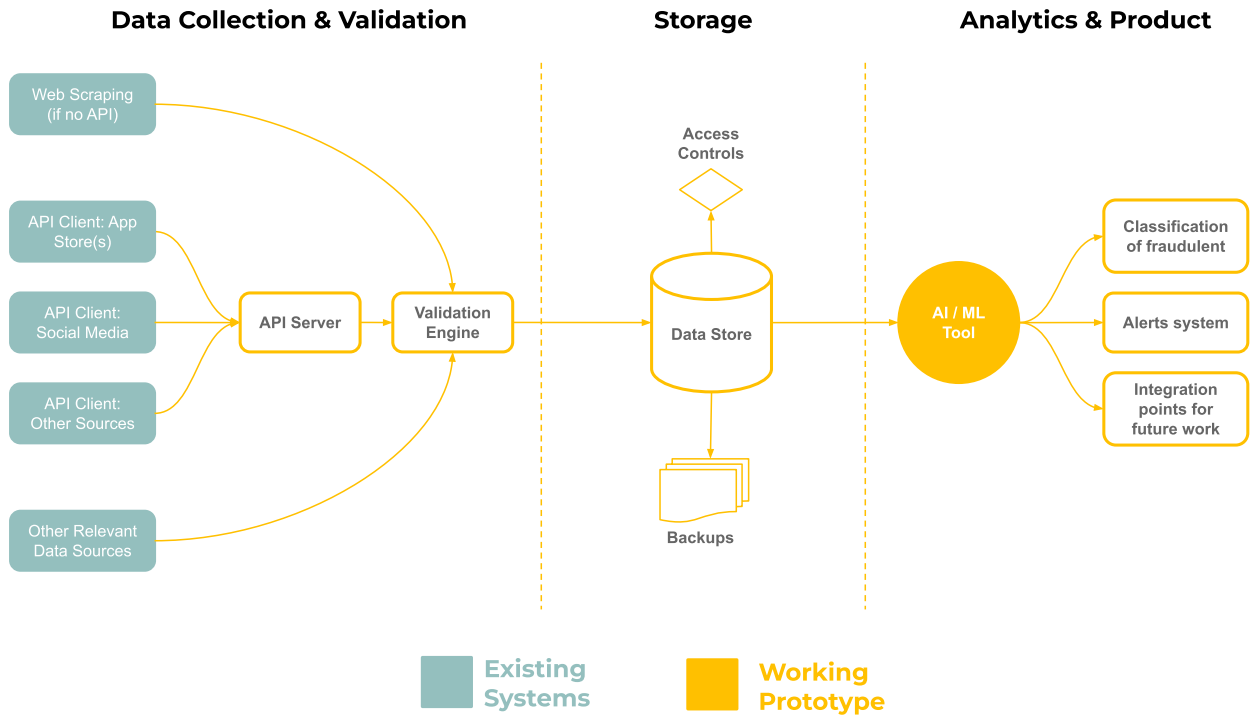 Data Collection & Validation
Storage
Analytics & Product
Web Scraping
(if no API)
API Client: App
Store(s)
API Client:
Social Media
API Client:
Other Sources
Other Relevant
Data Sources
API Server
Validation
Engine
Access
Controls
Data Store
Backups
AI / ML
Tool
Classification
of fraudulent
Alerts system
Integration
points for
future work
Existing
Systems
Working
Prototype